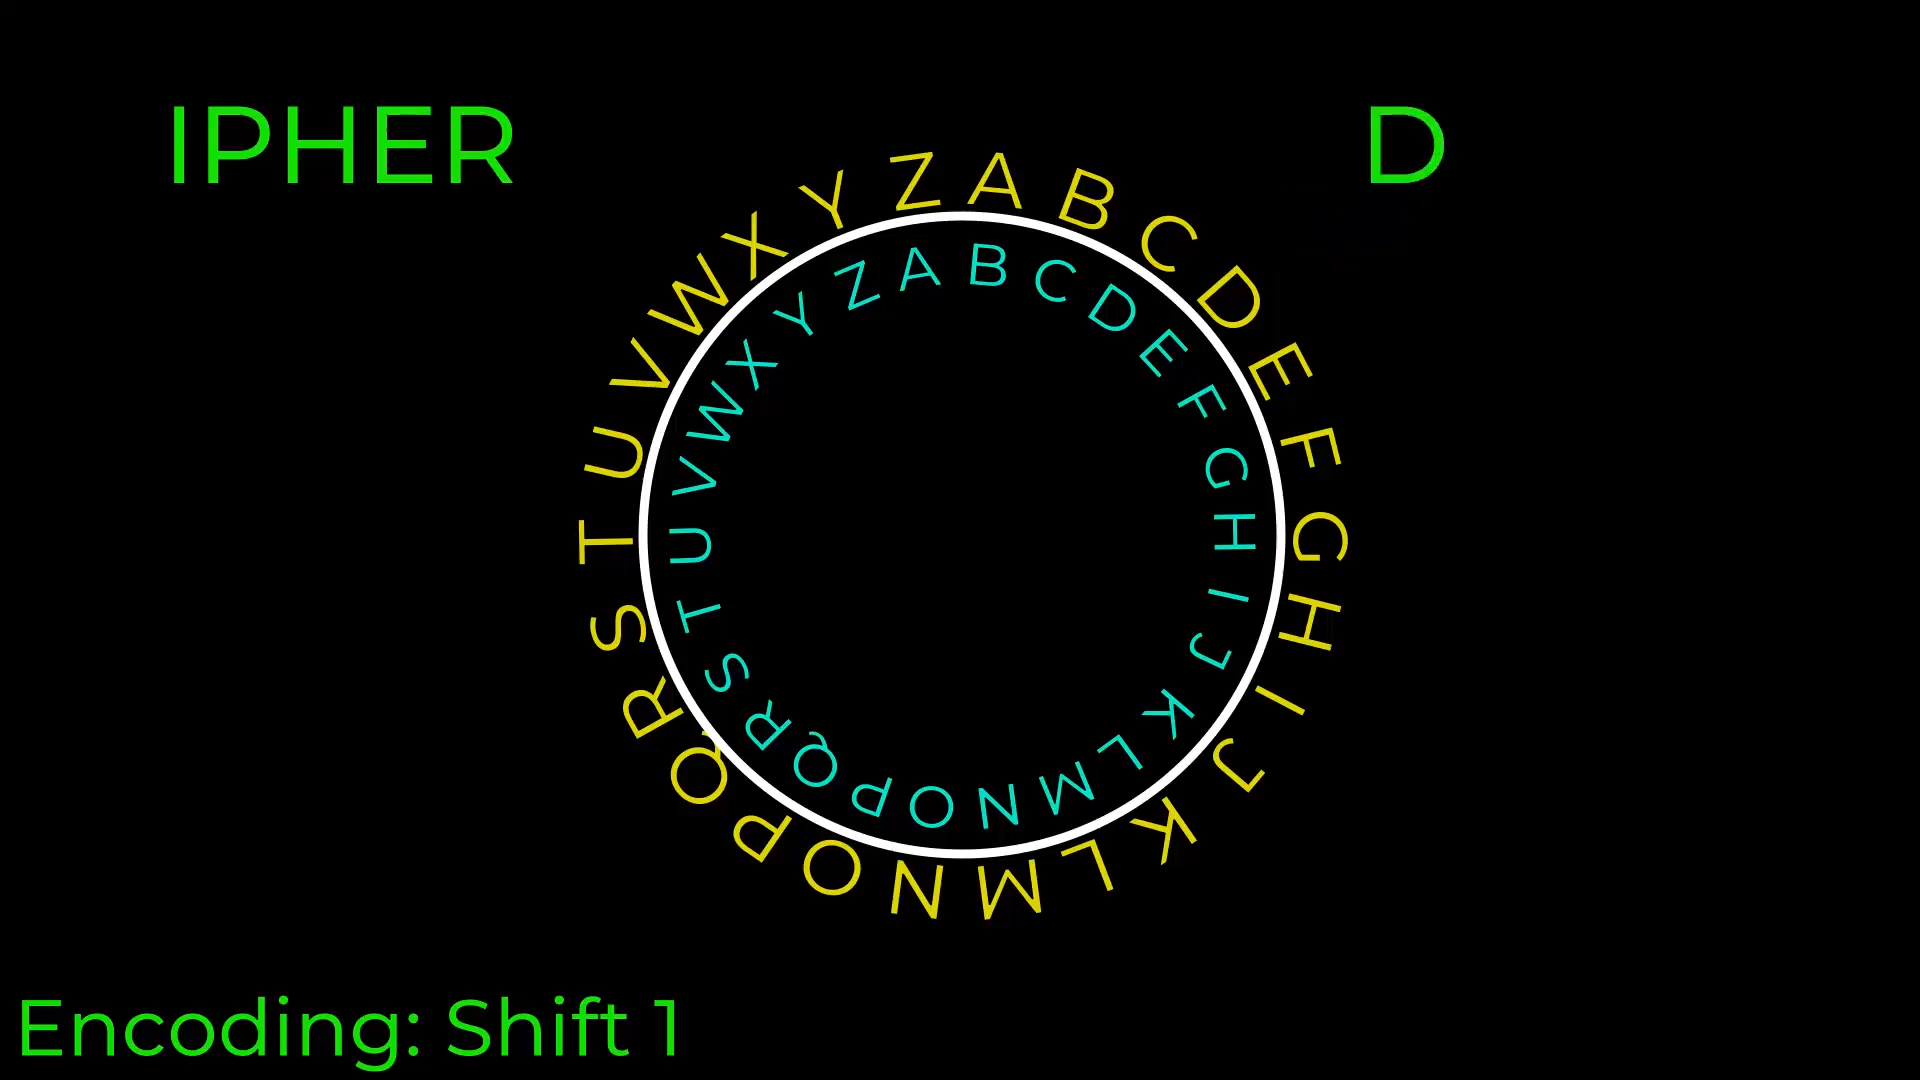 IPHER
D
A B C D E F G H I J K L M N O P Q R S T U V W X Y Z
A B C D E F G H I J K L M N O P Q R S T U V W X Y Z
Encoding: Shift 1